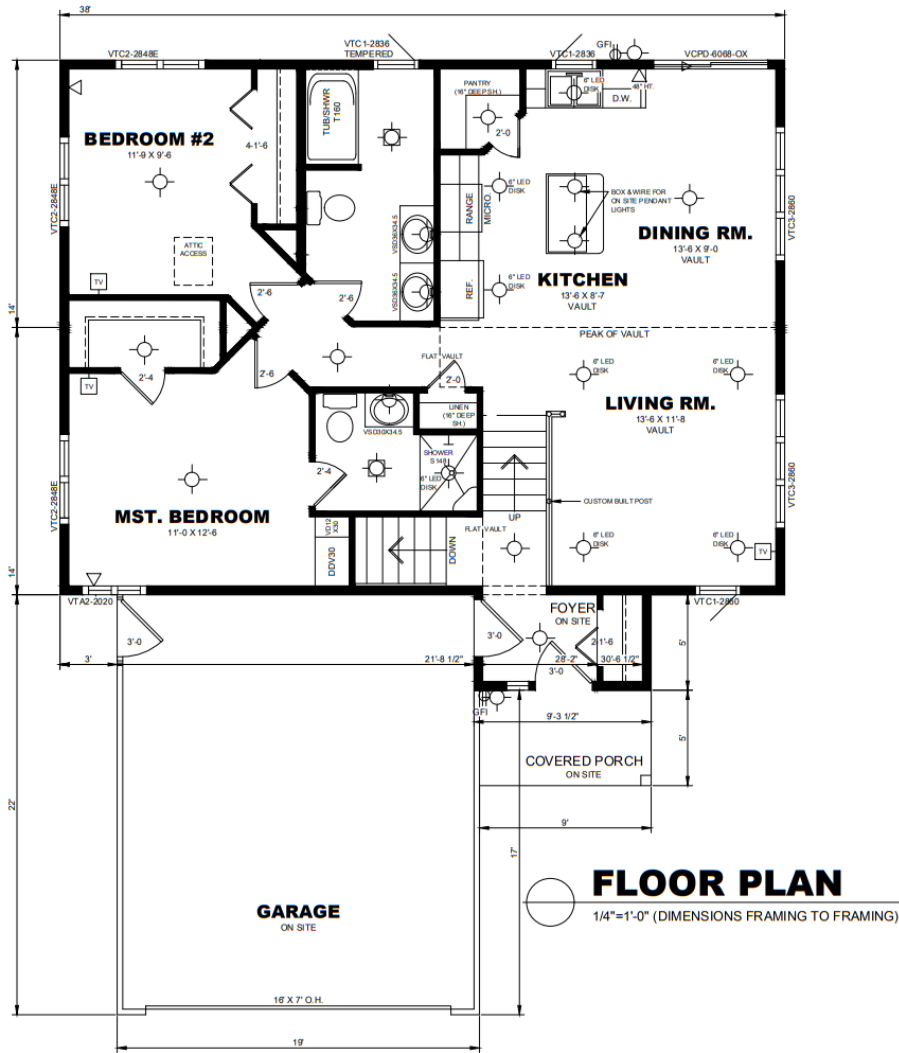 38'
VTC2-2848E
VTC1-2836
TEMPERED
VTC1-2836
GFI
VCPD-6068-OX
PANTRY
(16" DEEP SH.)
2'-0
6" LED
DISK
48" HT.
D.W.
TUB/SHWR
T160
BEDROOM #2
11'-9 X 9'-6
4-1'-6
VTC2-2848E
ATTIC
ACCESS
TV
VSD36X34.5
VSD36X34.5
RANGE
MICRO.
REF.
6" LED
DISK
6" LED
DISK
BOX & WIRE FOR
ON SITE PENDANT
LIGHTS
DINING RM.
13'-6 X 9'-0
VAULT
VTC3-2860
KITCHEN
13'-6 X 8'-7
VAULT
2'-6
2'-6
14'
PEAK OF VAULT
2'-4
2'-6
TV
FLAT VAULT
2'-0
6" LED
DISK
6" LED
DISK
LINEN
(16" DEEP
SH.)
LIVING RM.
13'-6 X 11'-8
VAULT
VSD30X34.5
SHOWER
S148
6" LED
DISK
2'-4
VTC2-2848E
VTC3-2860
MST. BEDROOM
11'-0 X 12'-6
UP
CUSTOM BUILT POST
FLAT VAULT
VD12
X30
DDV30
DOWN
6" LED
DISK
6" LED
DISK
TV
14'
VTA2-2020
VTC1-2860
FOYER
ON SITE
3'-0
3'-0
2-1'-6
3'
21'-8 1/2"
28'-2"
30'-6 1/2"
3'-0
5'
GFI
9'-3 1/2"
COVERED PORCH
ON SITE
5'
22'
9'
17'
FLOOR PLAN
1/4"=1'-0" (DIMENSIONS FRAMING TO FRAMING)
GARAGE
ON SITE
16' X 7' O.H.
19'